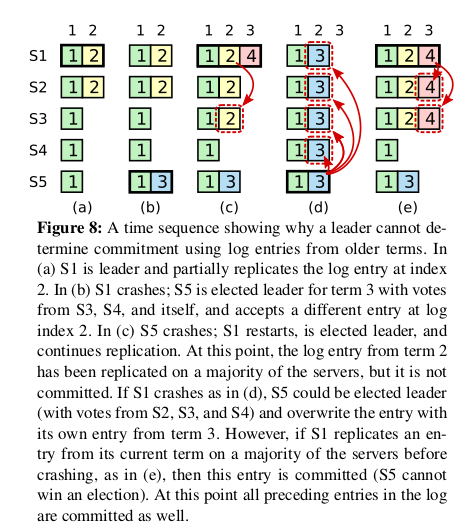 1 2 1 2 1 2 3 1 2 3 1 2 3
S1 1 2 1 2 1 2 4 1 3 1 2 4
S2 1 2 1 2 1 2 1 3 1 2 4
S3 1 1 1 2 1 3 1 2 4
S4 1 1 1 1 3 1
S5 1 1 3 1 3 1 3 1 3
(a) (b) (c) (d) (e)
Figure 8: A time sequence showing why a leader cannot de-
termine commitment using log entries from older terms. In
(a) S1 is leader and partially replicates the log entry at index
2. In (b) S1 crashes; S5 is elected leader for term 3 with votes
from S3, S4, and itself, and accepts a different entry at log
index 2. In (c) S5 crashes; S1 restarts, is elected leader, and
continues replication. At this point, the log entry from term 2
has been replicated on a majority of the servers, but it is not
committed. If S1 crashes as in (d), S5 could be elected leader
(with votes from S2, S3, and S4) and overwrite the entry with
its own entry from term 3. However, if S1 replicates an en-
try from its current term on a majority of the servers before
crashing, as in (e), then this entry is committed (S5 cannot
win an election). At this point all preceding entries in the log
are committed as well.